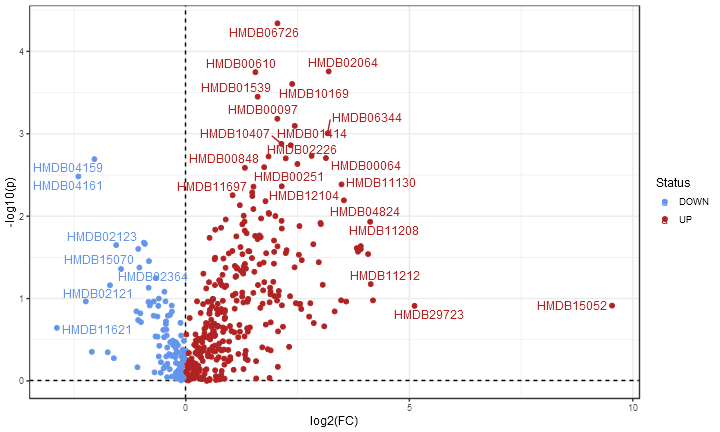 HMDB06726
HMDB00610
HMDB02064
HMDB01539
HMDB10169
HMDB00097
HMDB06344
HMDB10407
HMDB01414
HMDB02226
HMDB00848
HMDB00064
HMDB04159
HMDB00251
HMDB11130
HMDB04161
HMDB11697
HMDB12104
HMDB04824
HMDB02123
HMDB11208
HMDB15070
HMDB02364
HMDB11212
HMDB02121
HMDB15052
HMDB29723
HMDB11621
4
3
2
1
0
-log10(p)
0
5
10
log2(FC)
Status
DOWN
UP